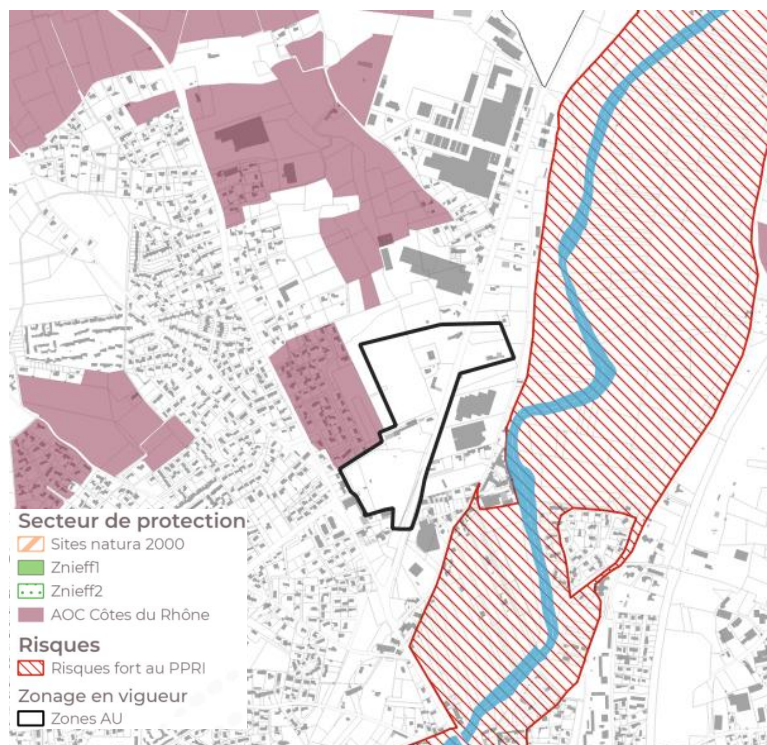 Secteur de protection
Sites natura 2000
Znieff1
Znieff2
AOC Côtes du Rhône
Risques
Risques fort au PPRI
Zonage en vigueur
Zones AU